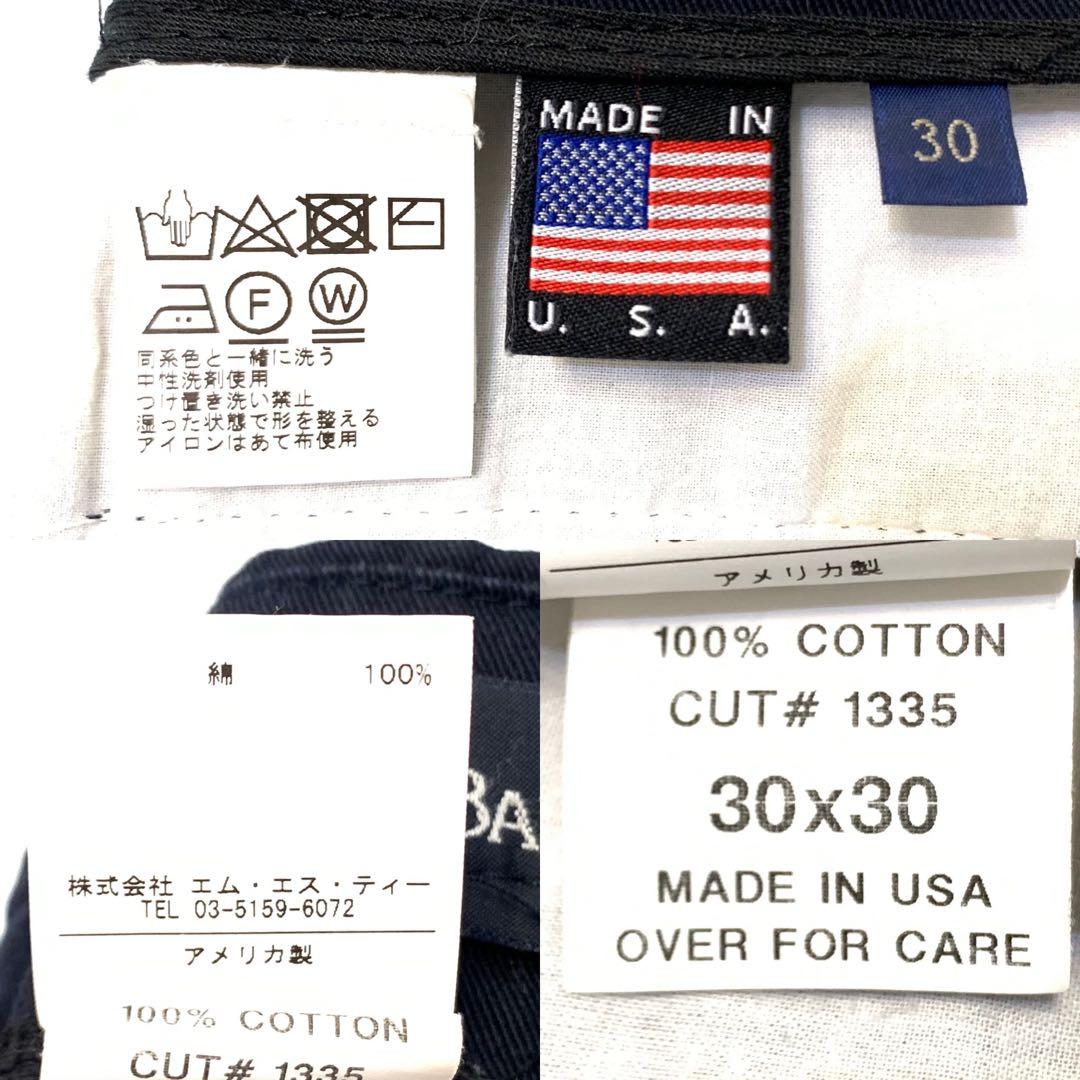 MADE IN
U. S. A.
30
F W
同系色と一緒に洗う
中性洗剤使用
つけ置き洗い禁止
湿った状態で形を整える
アイロンはあて布使用
綿 100%
BA
株式会社 エム・エス・ティー
TEL 03-5159-6072
アメリカ製
100% COTTON
CUT# 1335
アメリカ製
100% COTTON
CUT# 1335
30x30
MADE IN USA
OVER FOR CARE